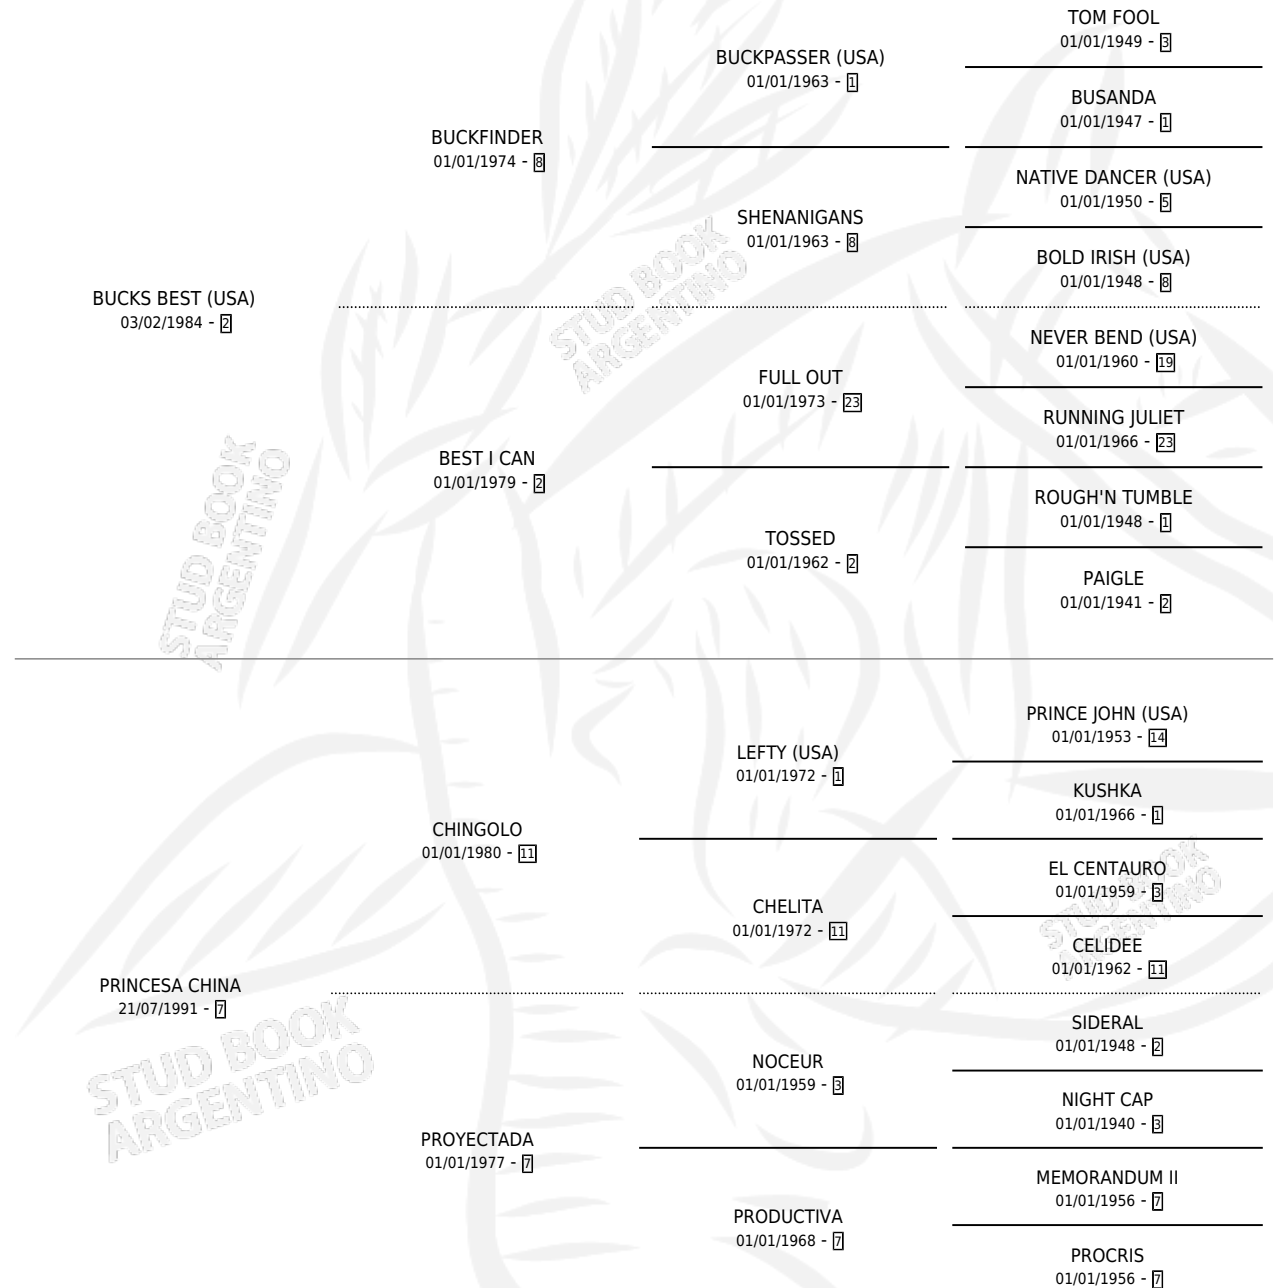 TOM FOOL
01/01/1949 - 3
BUCKPASSER (USA)
01/01/1963 - 1
BUSANDA
01/01/1947 - 1
BUCKFINDER
01/01/1974 - 8
NATIVE DANCER (USA)
01/01/1950 - 5
SHENANIGANS
01/01/1963 - 8
BOLD IRISH (USA)
01/01/1948 - 8
BUCKS BEST (USA)
03/02/1984 - 2
STUD BOOK
ARGENTINO
NEVER BEND (USA)
01/01/1960 - 19
FULL OUT
01/01/1973 - 23
RUNNING JULIET
01/01/1966 - 23
BEST I CAN
01/01/1979 - 2
ROUGH'N TUMBLE
01/01/1948 - 1
TOSSED
01/01/1962 - 2
PAIGLE
01/01/1941 - 2
STUD BOOK
ARGENTINO
PRINCE JOHN (USA)
01/01/1953 - 14
LEFTY (USA)
01/01/1972 - 1
KUSHKA
01/01/1966 - 1
CHINGOLO
01/01/1980 - 11
EL CENTAURO
01/01/1959 - 3
CHELITA
01/01/1972 - 11
CELIDEE
01/01/1962 - 11
STUD BOOK
ARGENTINO
PRINCESA CHINA
21/07/1991 - 7
SIDERAL
01/01/1948 - 2
NOCEUR
01/01/1959 - 3
NIGHT CAP
01/01/1940 - 3
STUD BOOK
ARGENTINO
PROYECTADA
01/01/1977 - 7
MEMORANDUM II
01/01/1956 - 7
PRODUCTIVA
01/01/1968 - 7
PROCRIS
01/01/1956 - 7